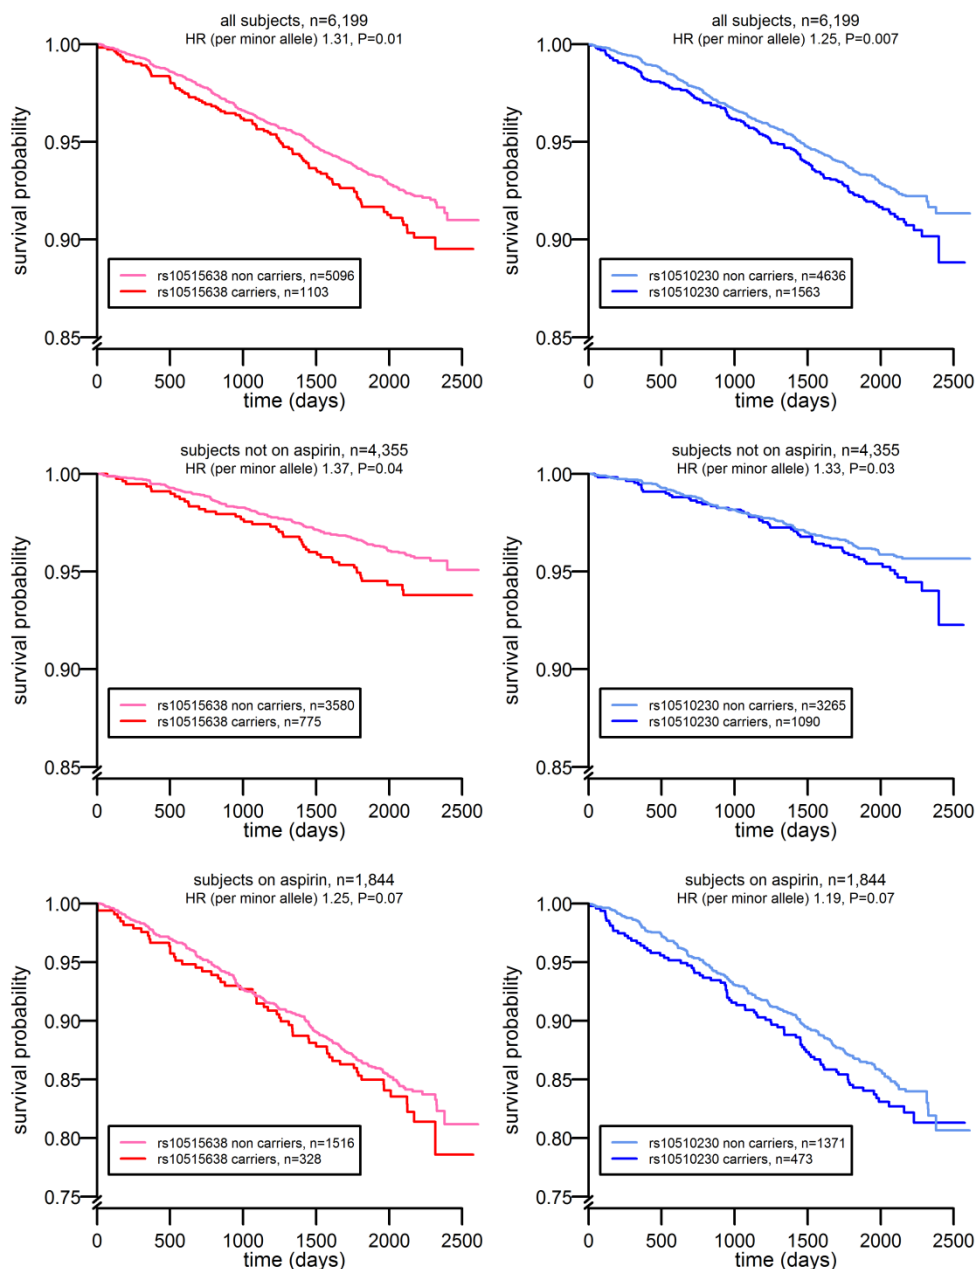 all subjects, n=6,199
HR (per minor allele) 1.31, P=0.01
survival probability
1.00
0.95
0.90
0.85
rs10515638 non carriers, n=5096
rs10515638 carriers, n=1103
0 500 1000 1500 2000 2500
time (days)
all subjects, n=6,199
HR (per minor allele) 1.25, P=0.007
survival probability
1.00
0.95
0.90
0.85
rs10510230 non carriers, n=4636
rs10510230 carriers, n=1563
0 500 1000 1500 2000 2500
time (days)
subjects not on aspirin, n=4,355
HR (per minor allele) 1.37, P=0.04
survival probability
1.00
0.95
0.90
0.85
rs10515638 non carriers, n=3580
rs10515638 carriers, n=775
0 500 1000 1500 2000 2500
time (days)
subjects not on aspirin, n=4,355
HR (per minor allele) 1.33, P=0.03
survival probability
1.00
0.95
0.90
0.85
rs10510230 non carriers, n=3265
rs10510230 carriers, n=1090
0 500 1000 1500 2000 2500
time (days)
subjects on aspirin, n=1,844
HR (per minor allele) 1.25, P=0.07
survival probability
1.00
0.95
0.90
0.85
0.80
0.75
rs10515638 non carriers, n=1516
rs10515638 carriers, n=328
0 500 1000 1500 2000 2500
time (days)
subjects on aspirin, n=1,844
HR (per minor allele) 1.19, P=0.07
survival probability
1.00
0.95
0.90
0.85
0.80
0.75
rs10510230 non carriers, n=1371
rs10510230 carriers, n=473
0 500 1000 1500 2000 2500
time (days)